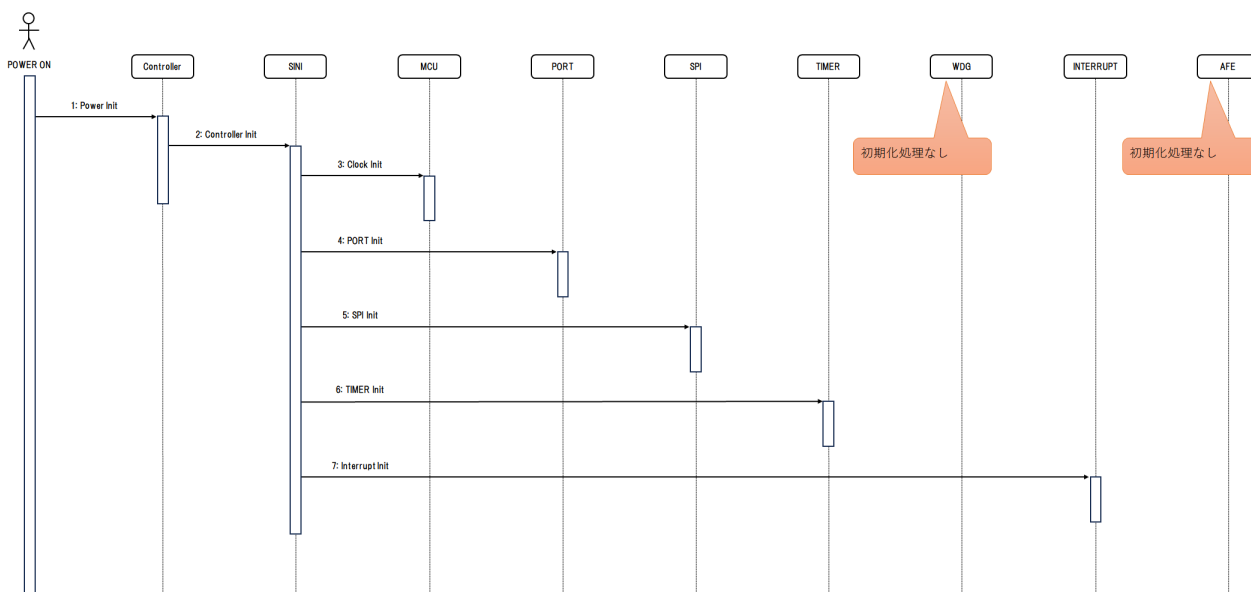 POWER ON
Controller
SINI
MCU
PORT
SPI
TIMER
WDG
INTERRUPT
AFE
1: Power Init
2: Controller Init
初期化処理なし
初期化処理なし
3: Clock Init
4: PORT Init
5: SPI Init
6: TIMER Init
7: Interrupt Init